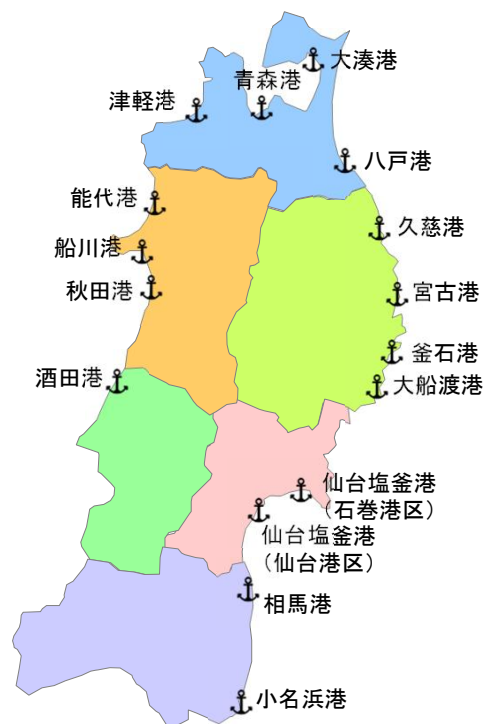 大湊港
青森港
津軽港
八戸港
能代港
久慈港
船川港
秋田港
宮古港
釜石港
酒田港
大船渡港
仙台塩釜港
（石巻港区）
仙台塩釜港
（仙台港区）
相馬港
小名浜港